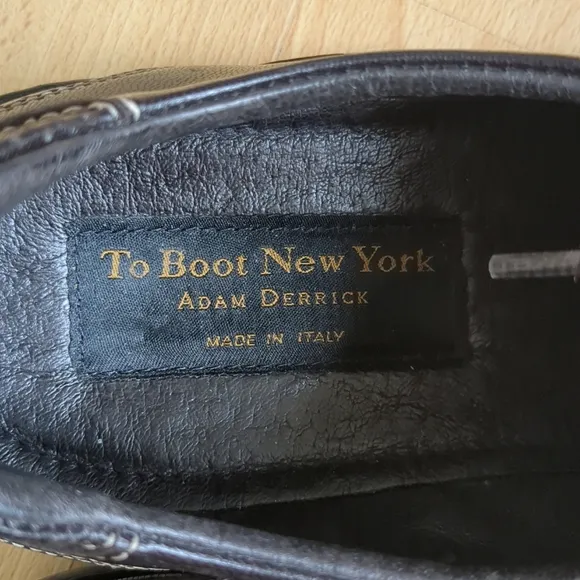 To Boot New York
Adam Derrick
MADE IN ITALY